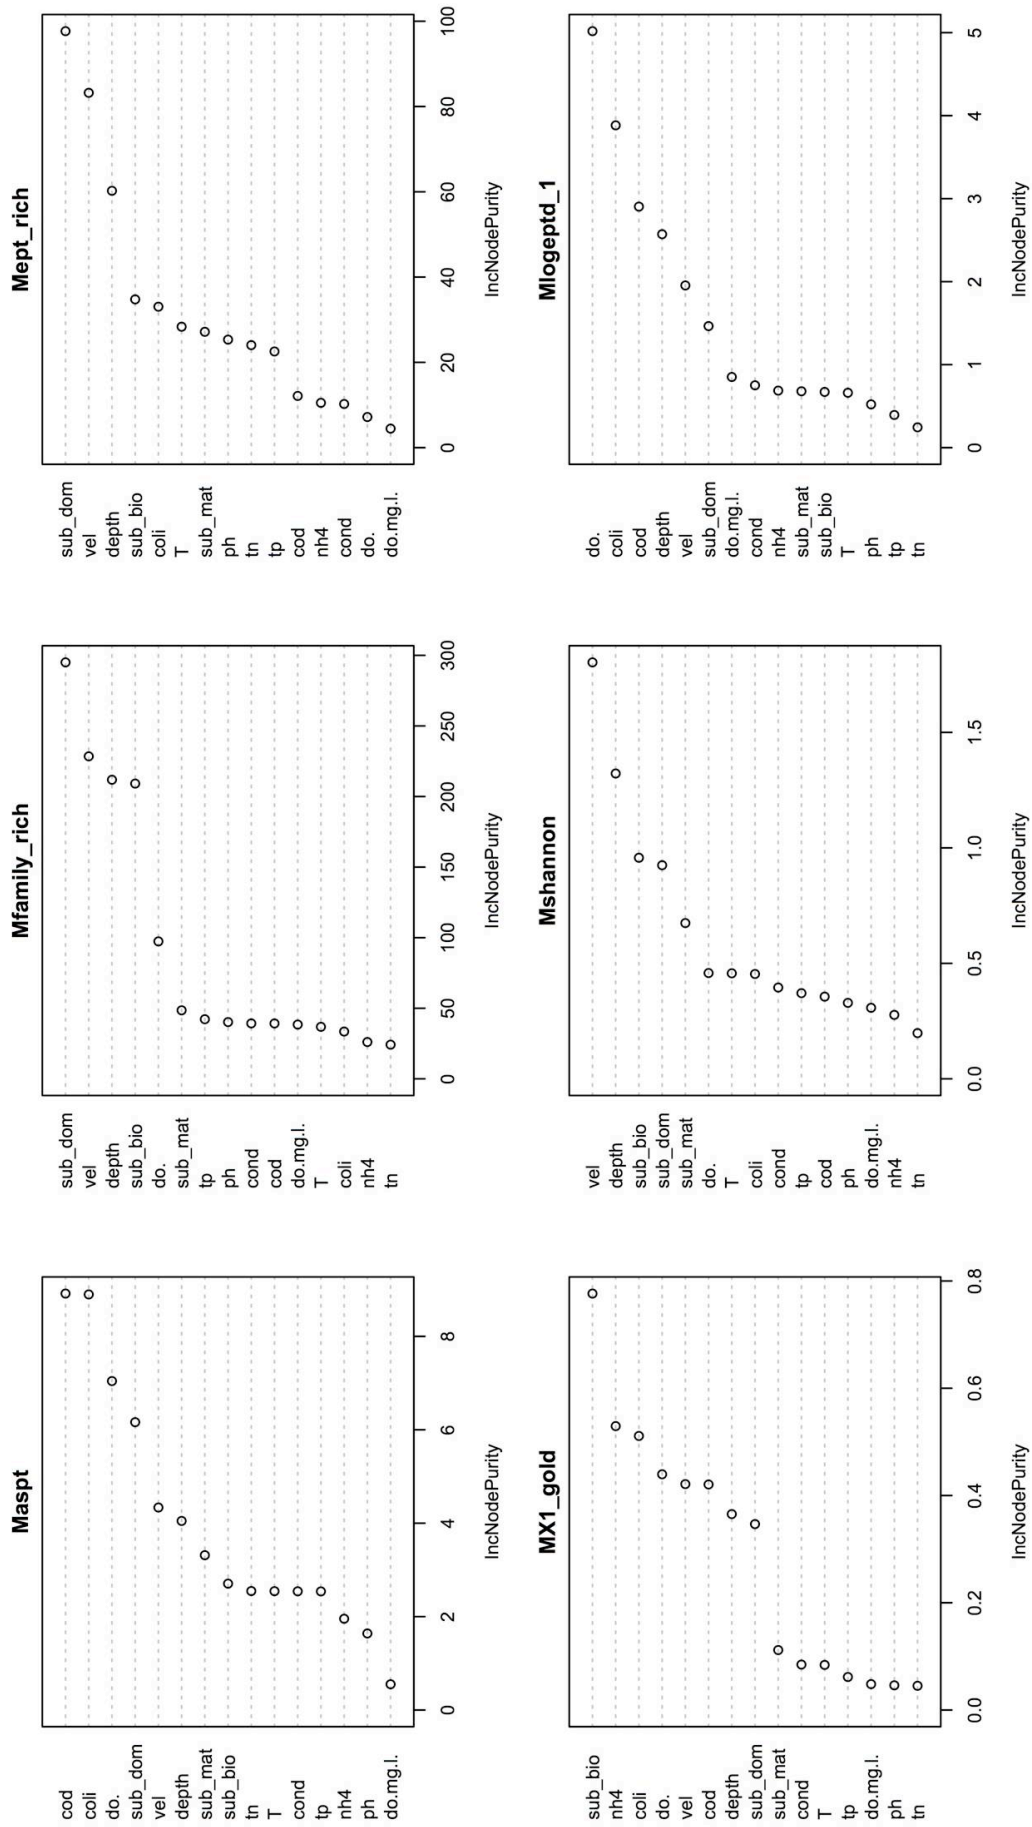 Maspt
cod
coli
do.
sub_dom
vel
depth
sub_mat
sub_bio
tn
T
cond
tp
nh4
ph
do.mg.l.
0 2 4 6 8
IncNodePurity
Mfamily_rich
sub_dom
vel
depth
sub_bio
do.
sub_mat
tp
ph
cond
cod
do.mg.l.
T
coli
nh4
tn
0 50 100 150 200 250 300
IncNodePurity
Mept_rich
sub_dom
vel
depth
sub_bio
coli
T
sub_mat
ph
tn
tp
cod
nh4
cond
do.
do.mg.l.
0 20 40 60 80 100
IncNodePurity
MX1_gold
sub_bio
nh4
coli
do.
vel
cod
depth
sub_dom
sub_mat
cond
T
tp
do.mg.l.
ph
tn
0.0 0.2 0.4 0.6 0.8
IncNodePurity
Mshannon
vel
depth
sub_bio
sub_dom
sub_mat
do.
T
coli
cond
tp
cod
ph
do.mg.l.
nh4
tn
0.0 0.5 1.0 1.5
IncNodePurity
Mlogeptd_1
do.
coli
cod
depth
vel
sub_dom
do.mg.l.
cond
nh4
sub_mat
sub_bio
T
ph
tp
tn
0 1 2 3 4 5
IncNodePurity